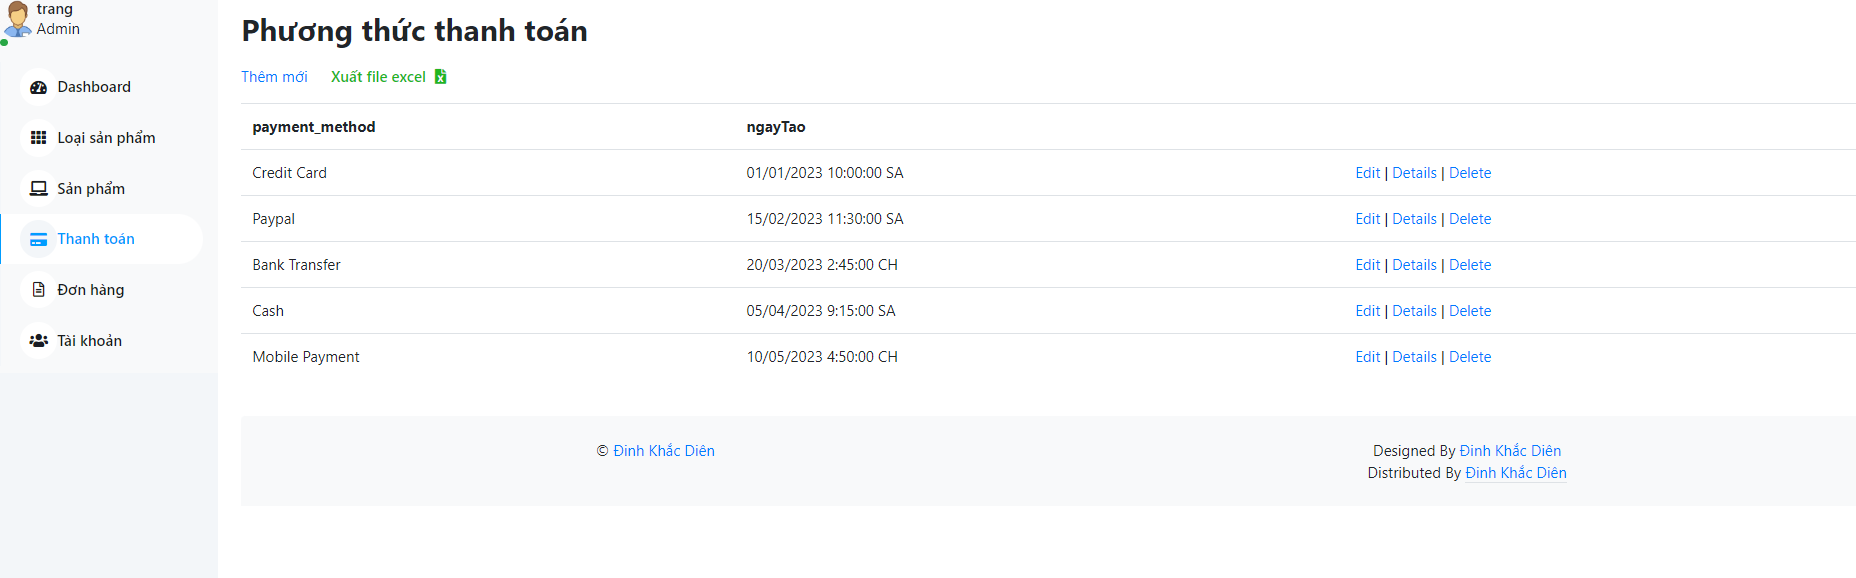 trang
Admin
Dashboard
Loại sản phẩm
Sản phẩm
Thanh toán
Đơn hàng
Tài khoản
Phương thức thanh toán
Thêm mới Xuất file excel
payment_method ngayTao
Credit Card 01/01/2023 10:00:00 SA Edit | Details | Delete
Paypal 15/02/2023 11:30:00 SA Edit | Details | Delete
Bank Transfer 20/03/2023 2:45:00 CH Edit | Details | Delete
Cash 05/04/2023 9:15:00 SA Edit | Details | Delete
Mobile Payment 10/05/2023 4:50:00 CH Edit | Details | Delete
© Đinh Khắc Diên Designed By Đinh Khắc Diên
Distributed By Đinh Khắc Diên